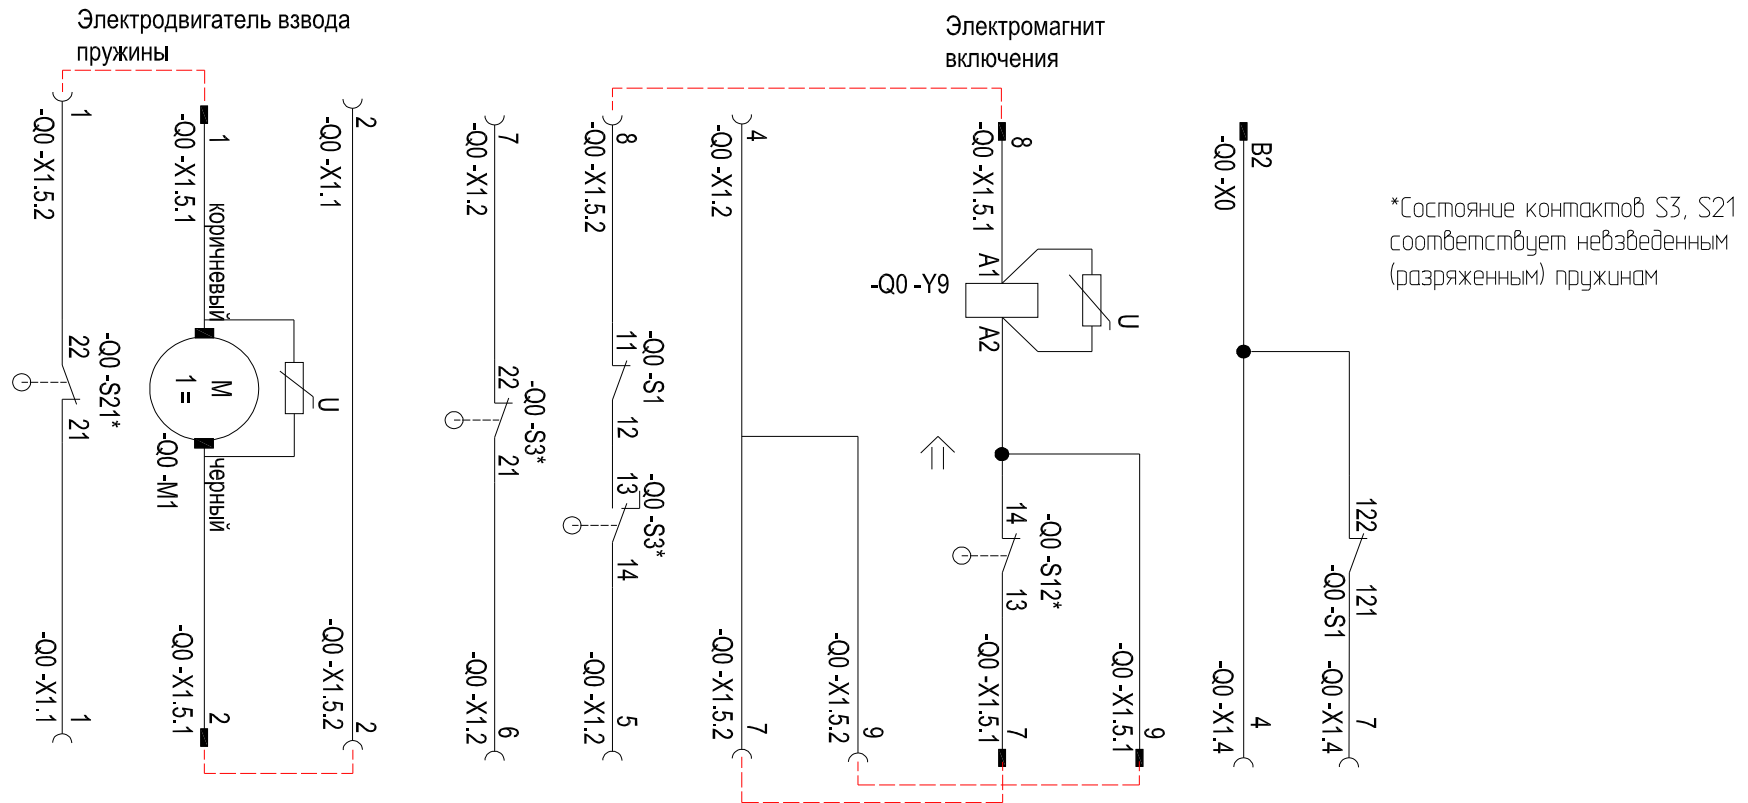 Электродвигатель взвода
пружины
Электромагнит
включения
1
-Q0 -X1.5.2
22
-Q0 -S21*
21
-Q0 -X1.1
1
1
-Q0 -X1.5.1
коричневый
M
1 =
U
-Q0 -M1
черный
-Q0 -X1.5.1
2
2
-Q0 -X1.1
-Q0 -X1.5.2
2
7
-Q0 -X1.2
22
-Q0 -S3*
21
-Q0 -X1.2
6
8
-Q0 -X1.5.2
11
-Q0 -S1
12
13
-Q0 -S3*
14
-Q0 -X1.2
5
4
-Q0 -X1.2
-Q0 -X1.5.2
7
-Q0 -X1.5.2
9
8
-Q0 -X1.5.1
A1
-Q0 -Y9
A2
U
14
-Q0 -S12*
13
-Q0 -X1.5.1
7
-Q0 -X1.5.1
9
B2
-Q0 -X0
-Q0 -X1.4
4
122
121
-Q0 -S1
-Q0 -X1.4
7
*Состояние контактов S3, S21
соответствует невзведенным
(разряженным) пружинам